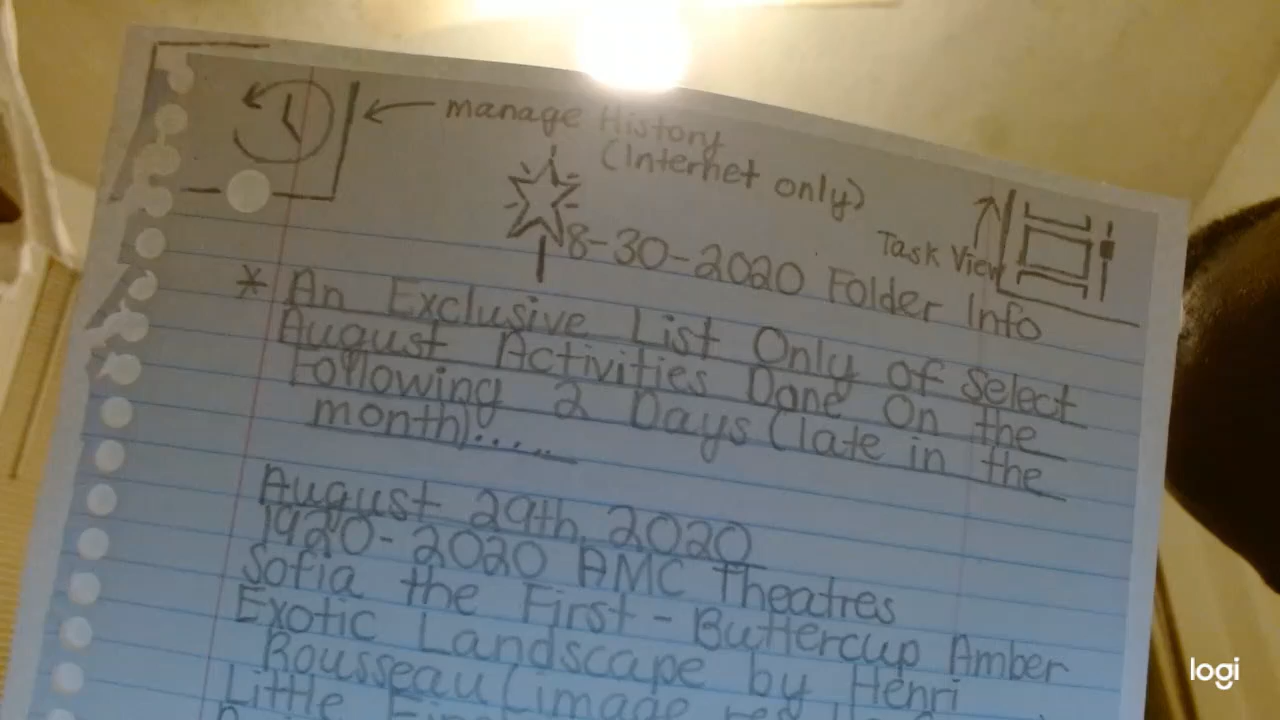 manage History
(Internet only)
Task View
8-30-2020 Folder Info
* An Exclusive List Only of Select
August Activities Done On the
Following 2 Days (late in the
month):....
August 29th, 2020
1920-2020 AMC Theatres
Sofia the First - Buttercup Amber
Exotic Landscape by Henri
Rousseau (image
Little
logi